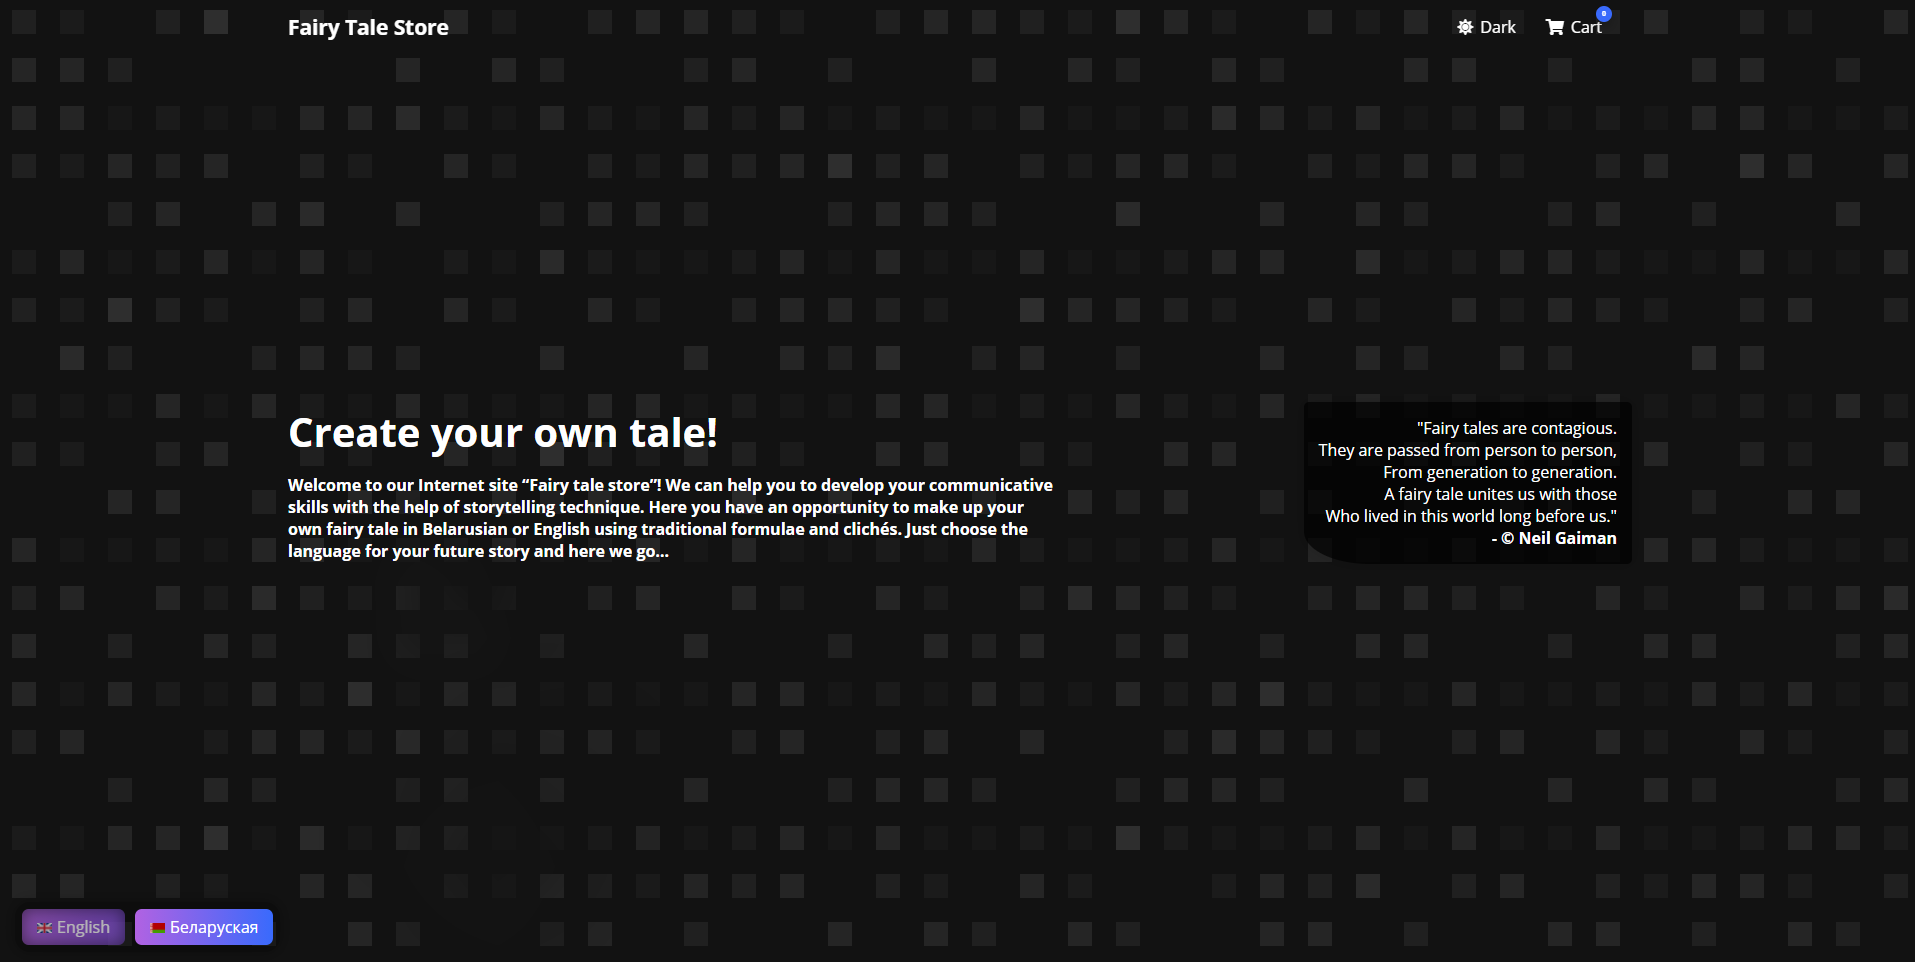 Fairy Tale Store
Dark
Cart
0
Create your own tale!
Welcome to our Internet site “Fairy tale store”! We can help you to develop your communicative
skills with the help of storytelling technique. Here you have an opportunity to make up your
own fairy tale in Belarusian or English using traditional formulae and clichés. Just choose the
language for your future story and here we go...
"Fairy tales are contagious.
They are passed from person to person,
From generation to generation.
A fairy tale unites us with those
Who lived in this world long before us."
- © Neil Gaiman
English
Беларуская